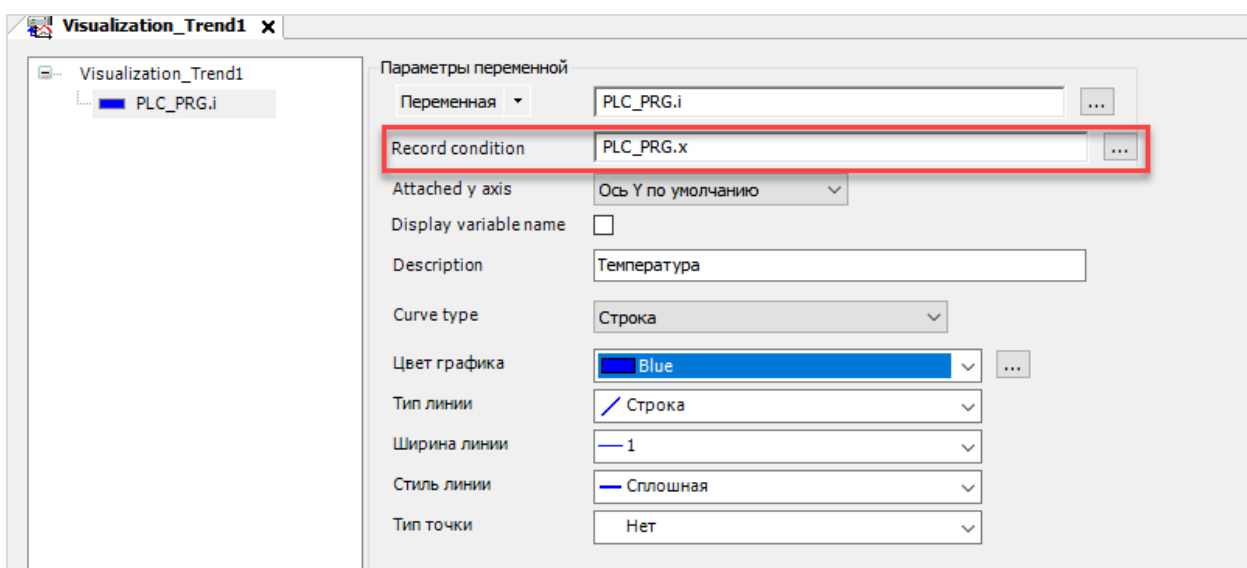 Visualization_Trend1 x
Visualization_Trend1
PLC_PRG.i
Параметры переменной
Переменная PLC_PRG.i ...
Record condition PLC_PRG.x ...
Attached y axis Ось Y по умолчанию
Display variable name
Description Температура
Curve type Строка
Цвет графика Blue ...
Тип линии Строка
Ширина линии 1
Стиль линии Сплошная
Тип точки Нет